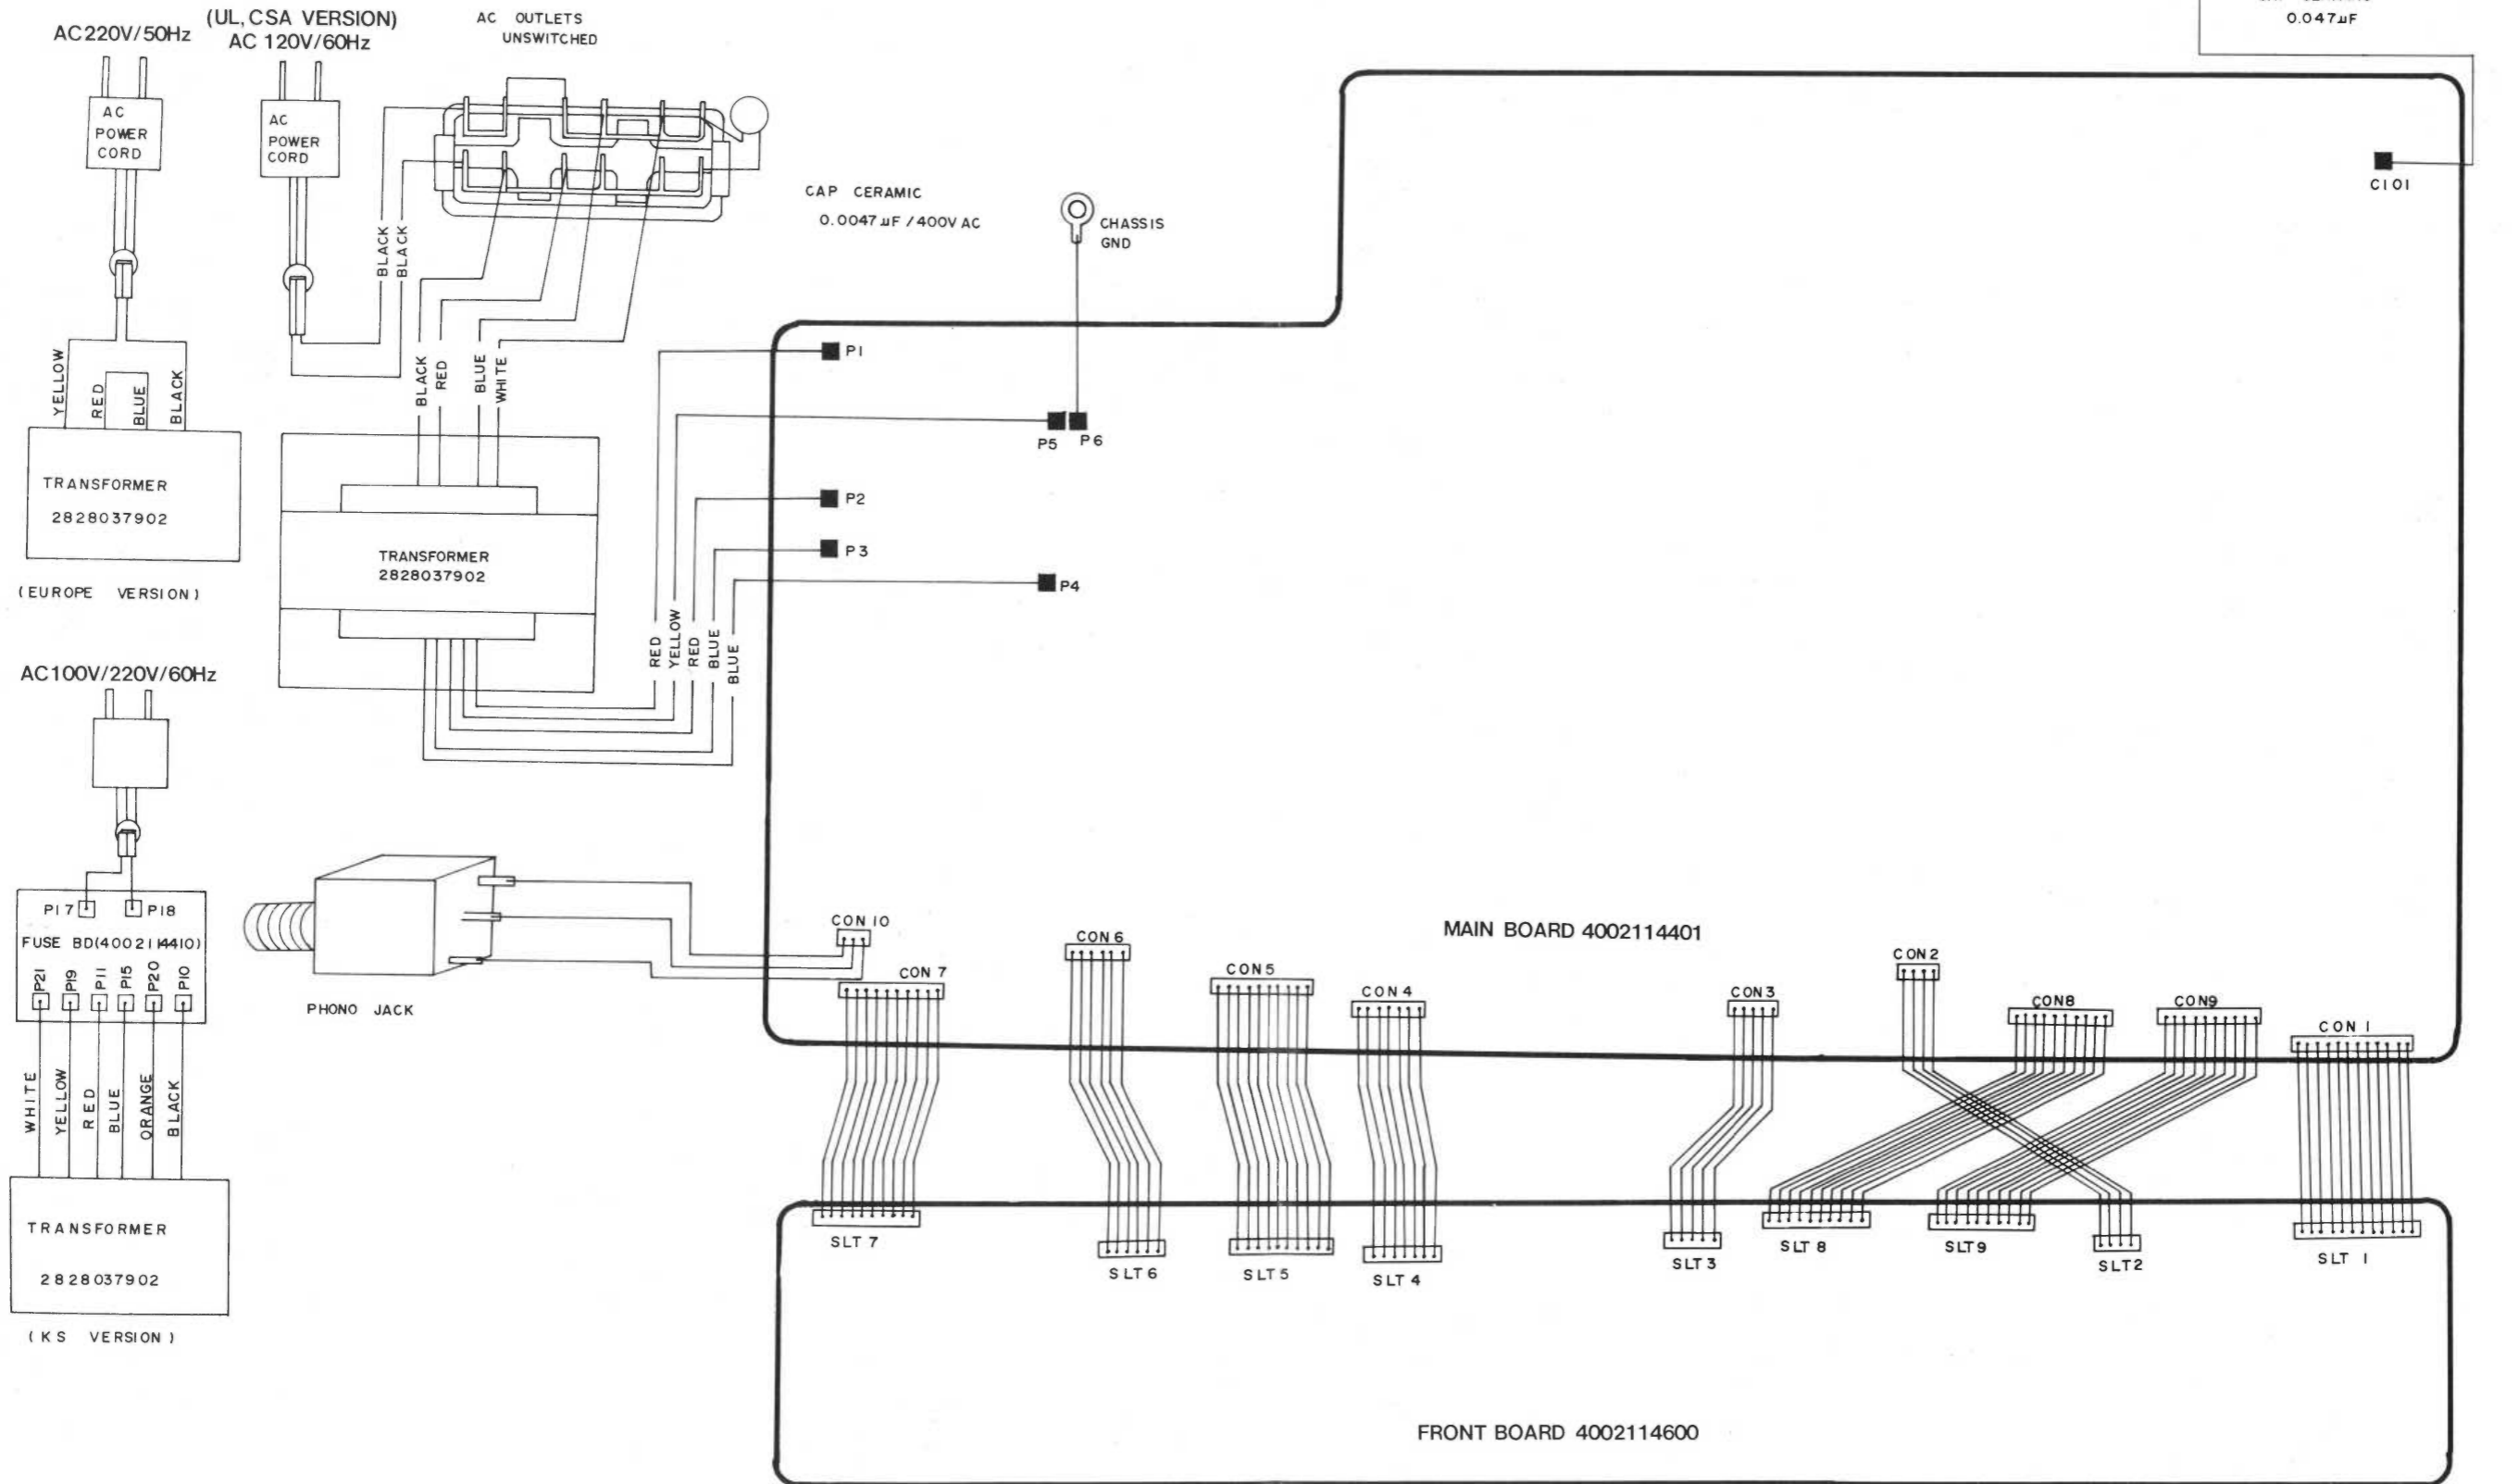 (UL, CSA VERSION)
AC220V/50Hz
AC 120V/60Hz
AC OUTLETS
UNSWITCHED
0.047µF
AC
POWER
CORD
AC
POWER
CORD
BLACK
BLACK
CAP CERAMIC
0.0047µF/400V AC
CHASSIS
GND
C101
YELLOW
RED
BLUE
BLACK
BLACK
RED
BLUE
WHITE
P1
P5
P6
P2
P3
P4
TRANSFORMER
2828037902
(EUROPE VERSION)
TRANSFORMER
2828037902
RED
YELLOW
RED
BLUE
BLUE
AC100V/220V/60Hz
P17
P18
FUSE BD(4002114410)
P21
P19
P11
P15
P20
P10
WHITE
YELLOW
RED
BLUE
ORANGE
BLACK
TRANSFORMER
2828037902
(KS VERSION)
PHONO JACK
MAIN BOARD 4002114401
CON 10
CON 7
CON 6
CON 5
CON 4
CON 3
CON 2
CON8
CON9
CON 1
SLT 7
SLT 6
SLT 5
SLT 4
SLT 3
SLT 8
SLT9
SLT2
SLT 1
FRONT BOARD 4002114600